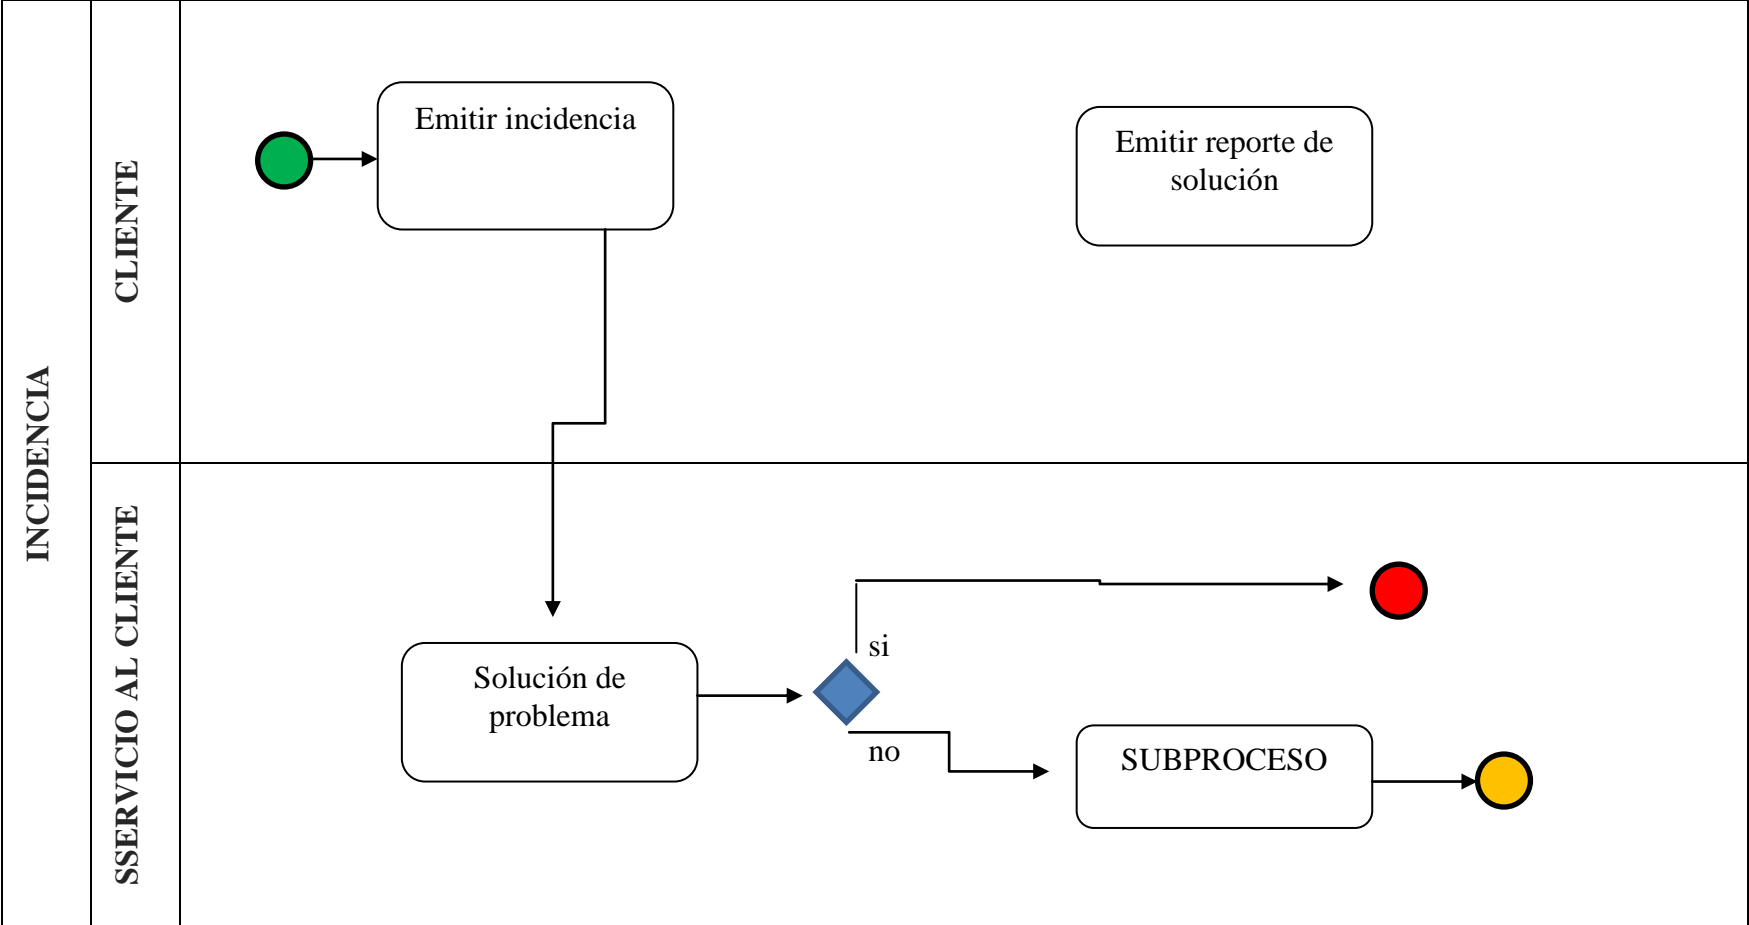 INCIDENCIA
CLIENTE
Emitir incidencia
Emitir reporte de
solución
SSERVICIO AL CLIENTE
Solución de
problema
si
no
SUBPROCESO